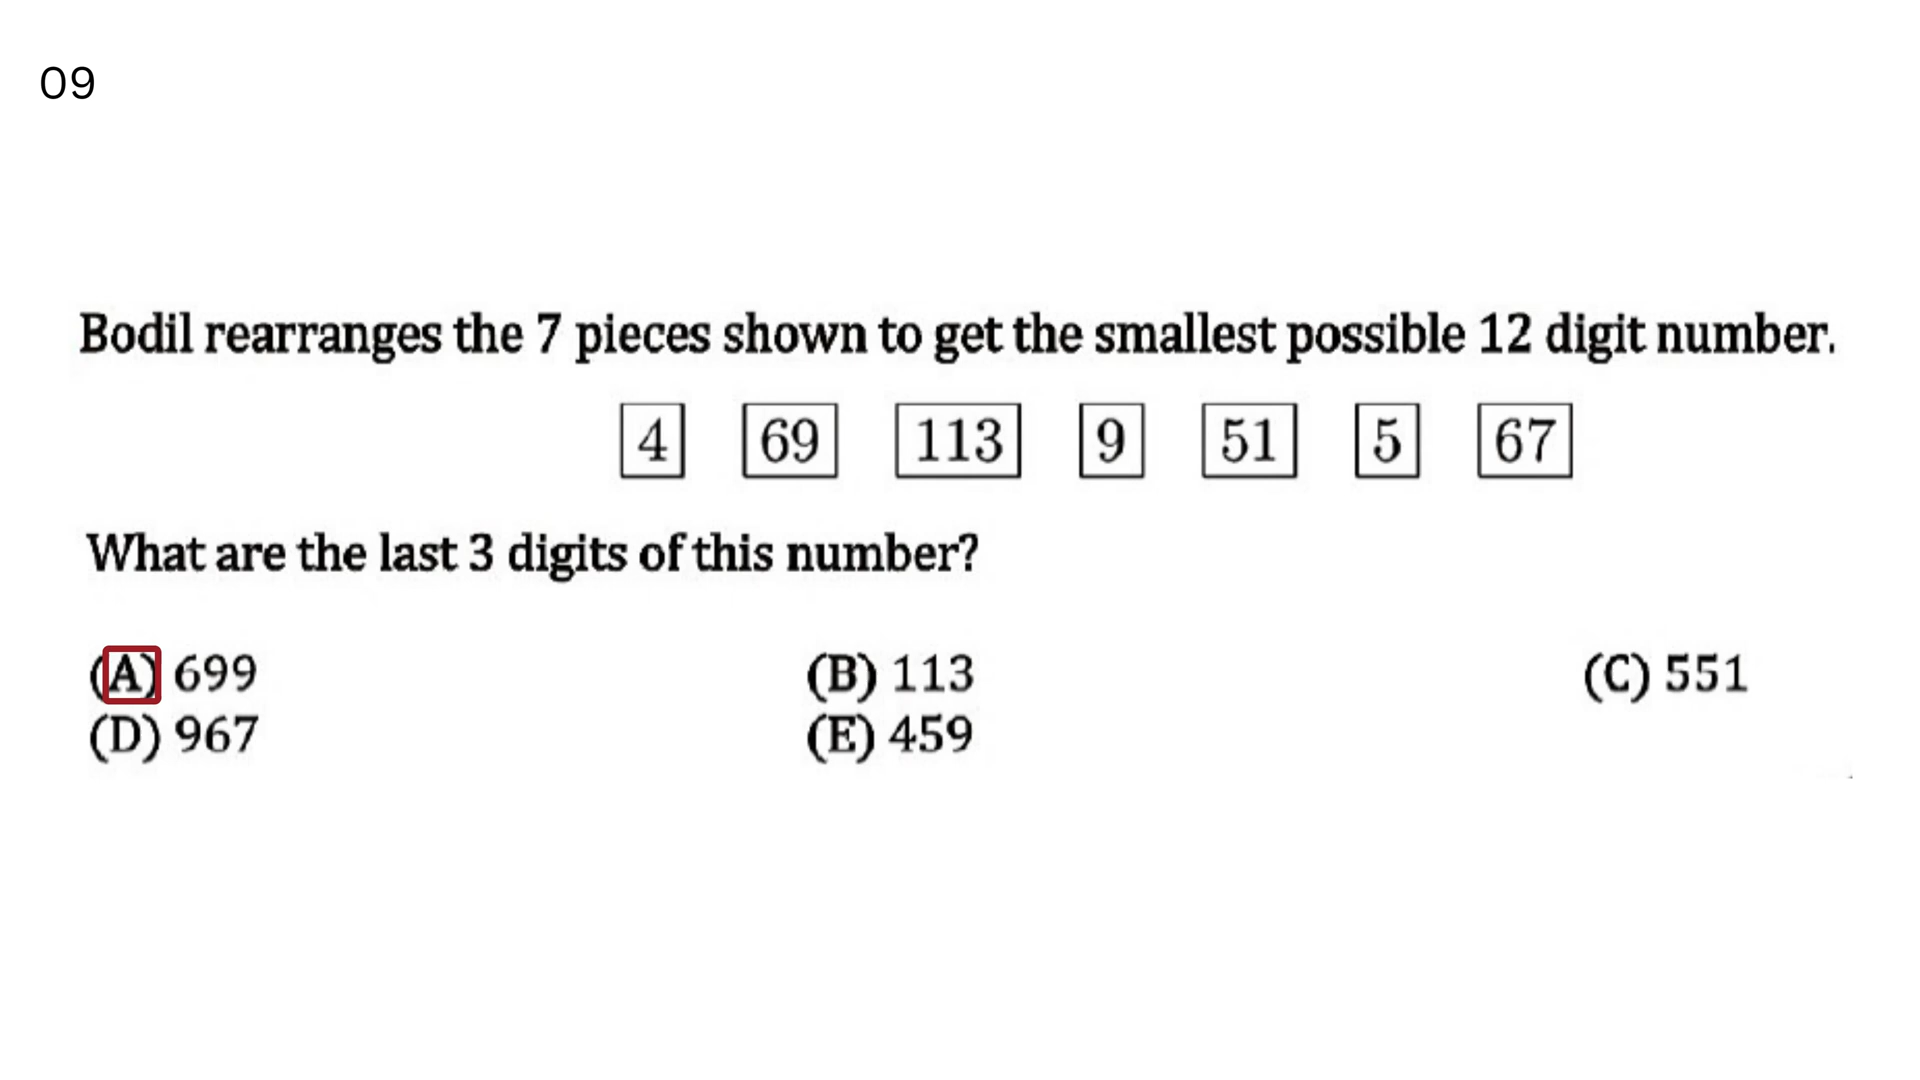 09
Bodil rearranges the 7 pieces shown to get the smallest possible 12 digit number.
4 69 113 9 51 5 67
What are the last 3 digits of this number?
(A) 699 (B) 113 (C) 551
(D) 967 (E) 459